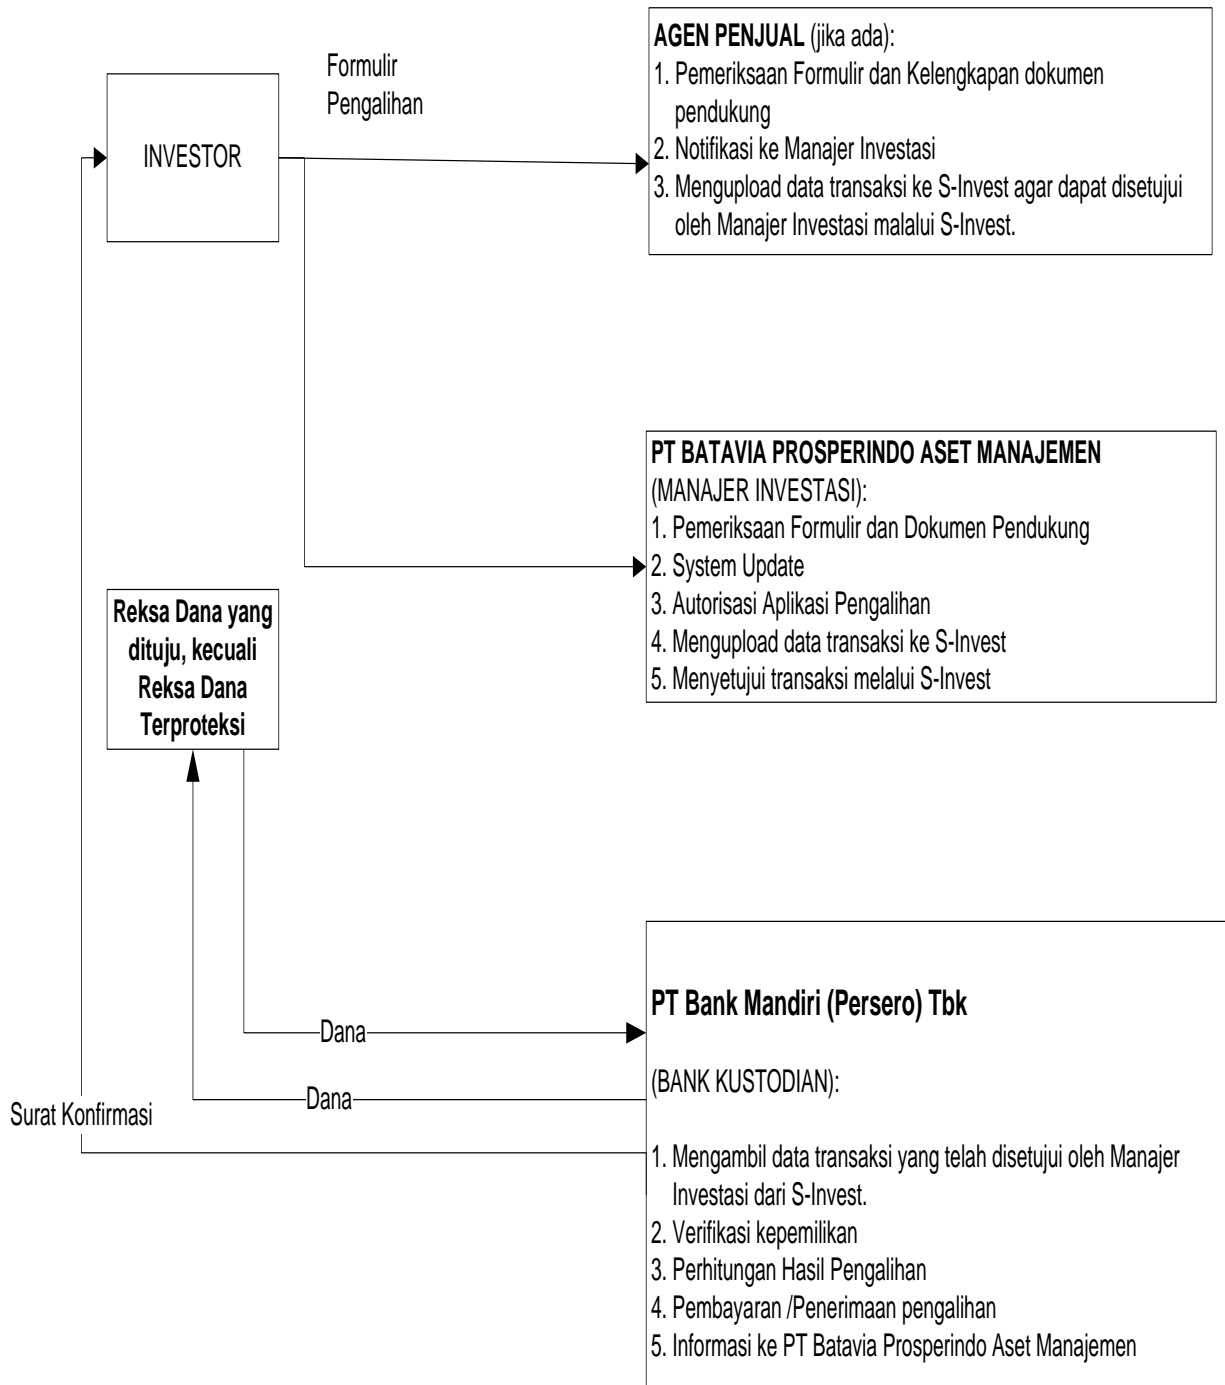 Formulir
Pengalihan
INVESTOR
AGEN PENJUAL (jika ada):
1. Pemeriksaan Formulir dan Kelengkapan dokumen
pendukung
2. Notifikasi ke Manajer Investasi
3. Mengupload data transaksi ke S-Invest agar dapat disetujui
oleh Manajer Investasi malalui S-Invest.
PT BATAVIA PROSPERINDO ASET MANAJEMEN
(MANAJER INVESTASI):
1. Pemeriksaan Formulir dan Dokumen Pendukung
2. System Update
3. Autorisasi Aplikasi Pengalihan
4. Mengupload data transaksi ke S-Invest
5. Menyetujui transaksi melalui S-Invest
Reksa Dana yang
dituju, kecuali
Reksa Dana
Terproteksi
Dana
Dana
Surat Konfirmasi
PT Bank Mandiri (Persero) Tbk
(BANK KUSTODIAN):
1. Mengambil data transaksi yang telah disetujui oleh Manajer
Investasi dari S-Invest.
2. Verifikasi kepemilikan
3. Perhitungan Hasil Pengalihan
4. Pembayaran /Penerimaan pengalihan
5. Informasi ke PT Batavia Prosperindo Aset Manajemen